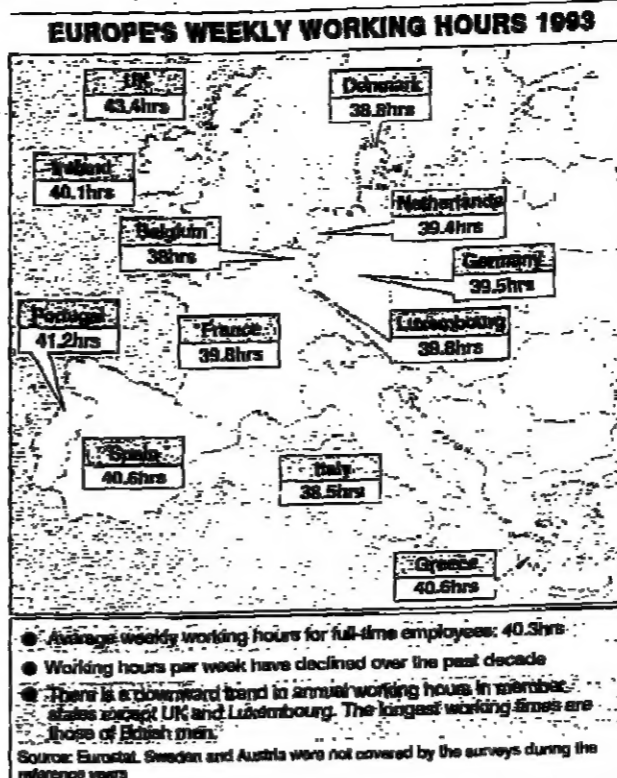 EUROPE'S WEEKLY WORKING HOURS 1993
UK
43.4hrs
Denmark
38.8hrs
Ireland
40.1hrs
Netherlands
39.4hrs
Belgium
38hrs
Germany
39.5hrs
Portugal
41.2hrs
France
39.8hrs
Luxembourg
39.8hrs
Spain
40.6hrs
Italy
38.5hrs
Greece
40.6hrs
● Average weekly working hours for full-time employees: 40.3hrs
● Working hours per week have declined over the past decade
● There is a downward trend in annual working hours in member
states except UK and Luxembourg. The longest working times are
those of British men.
Source: Eurostat. Sweden and Austria were not covered by the surveys during the
reference years